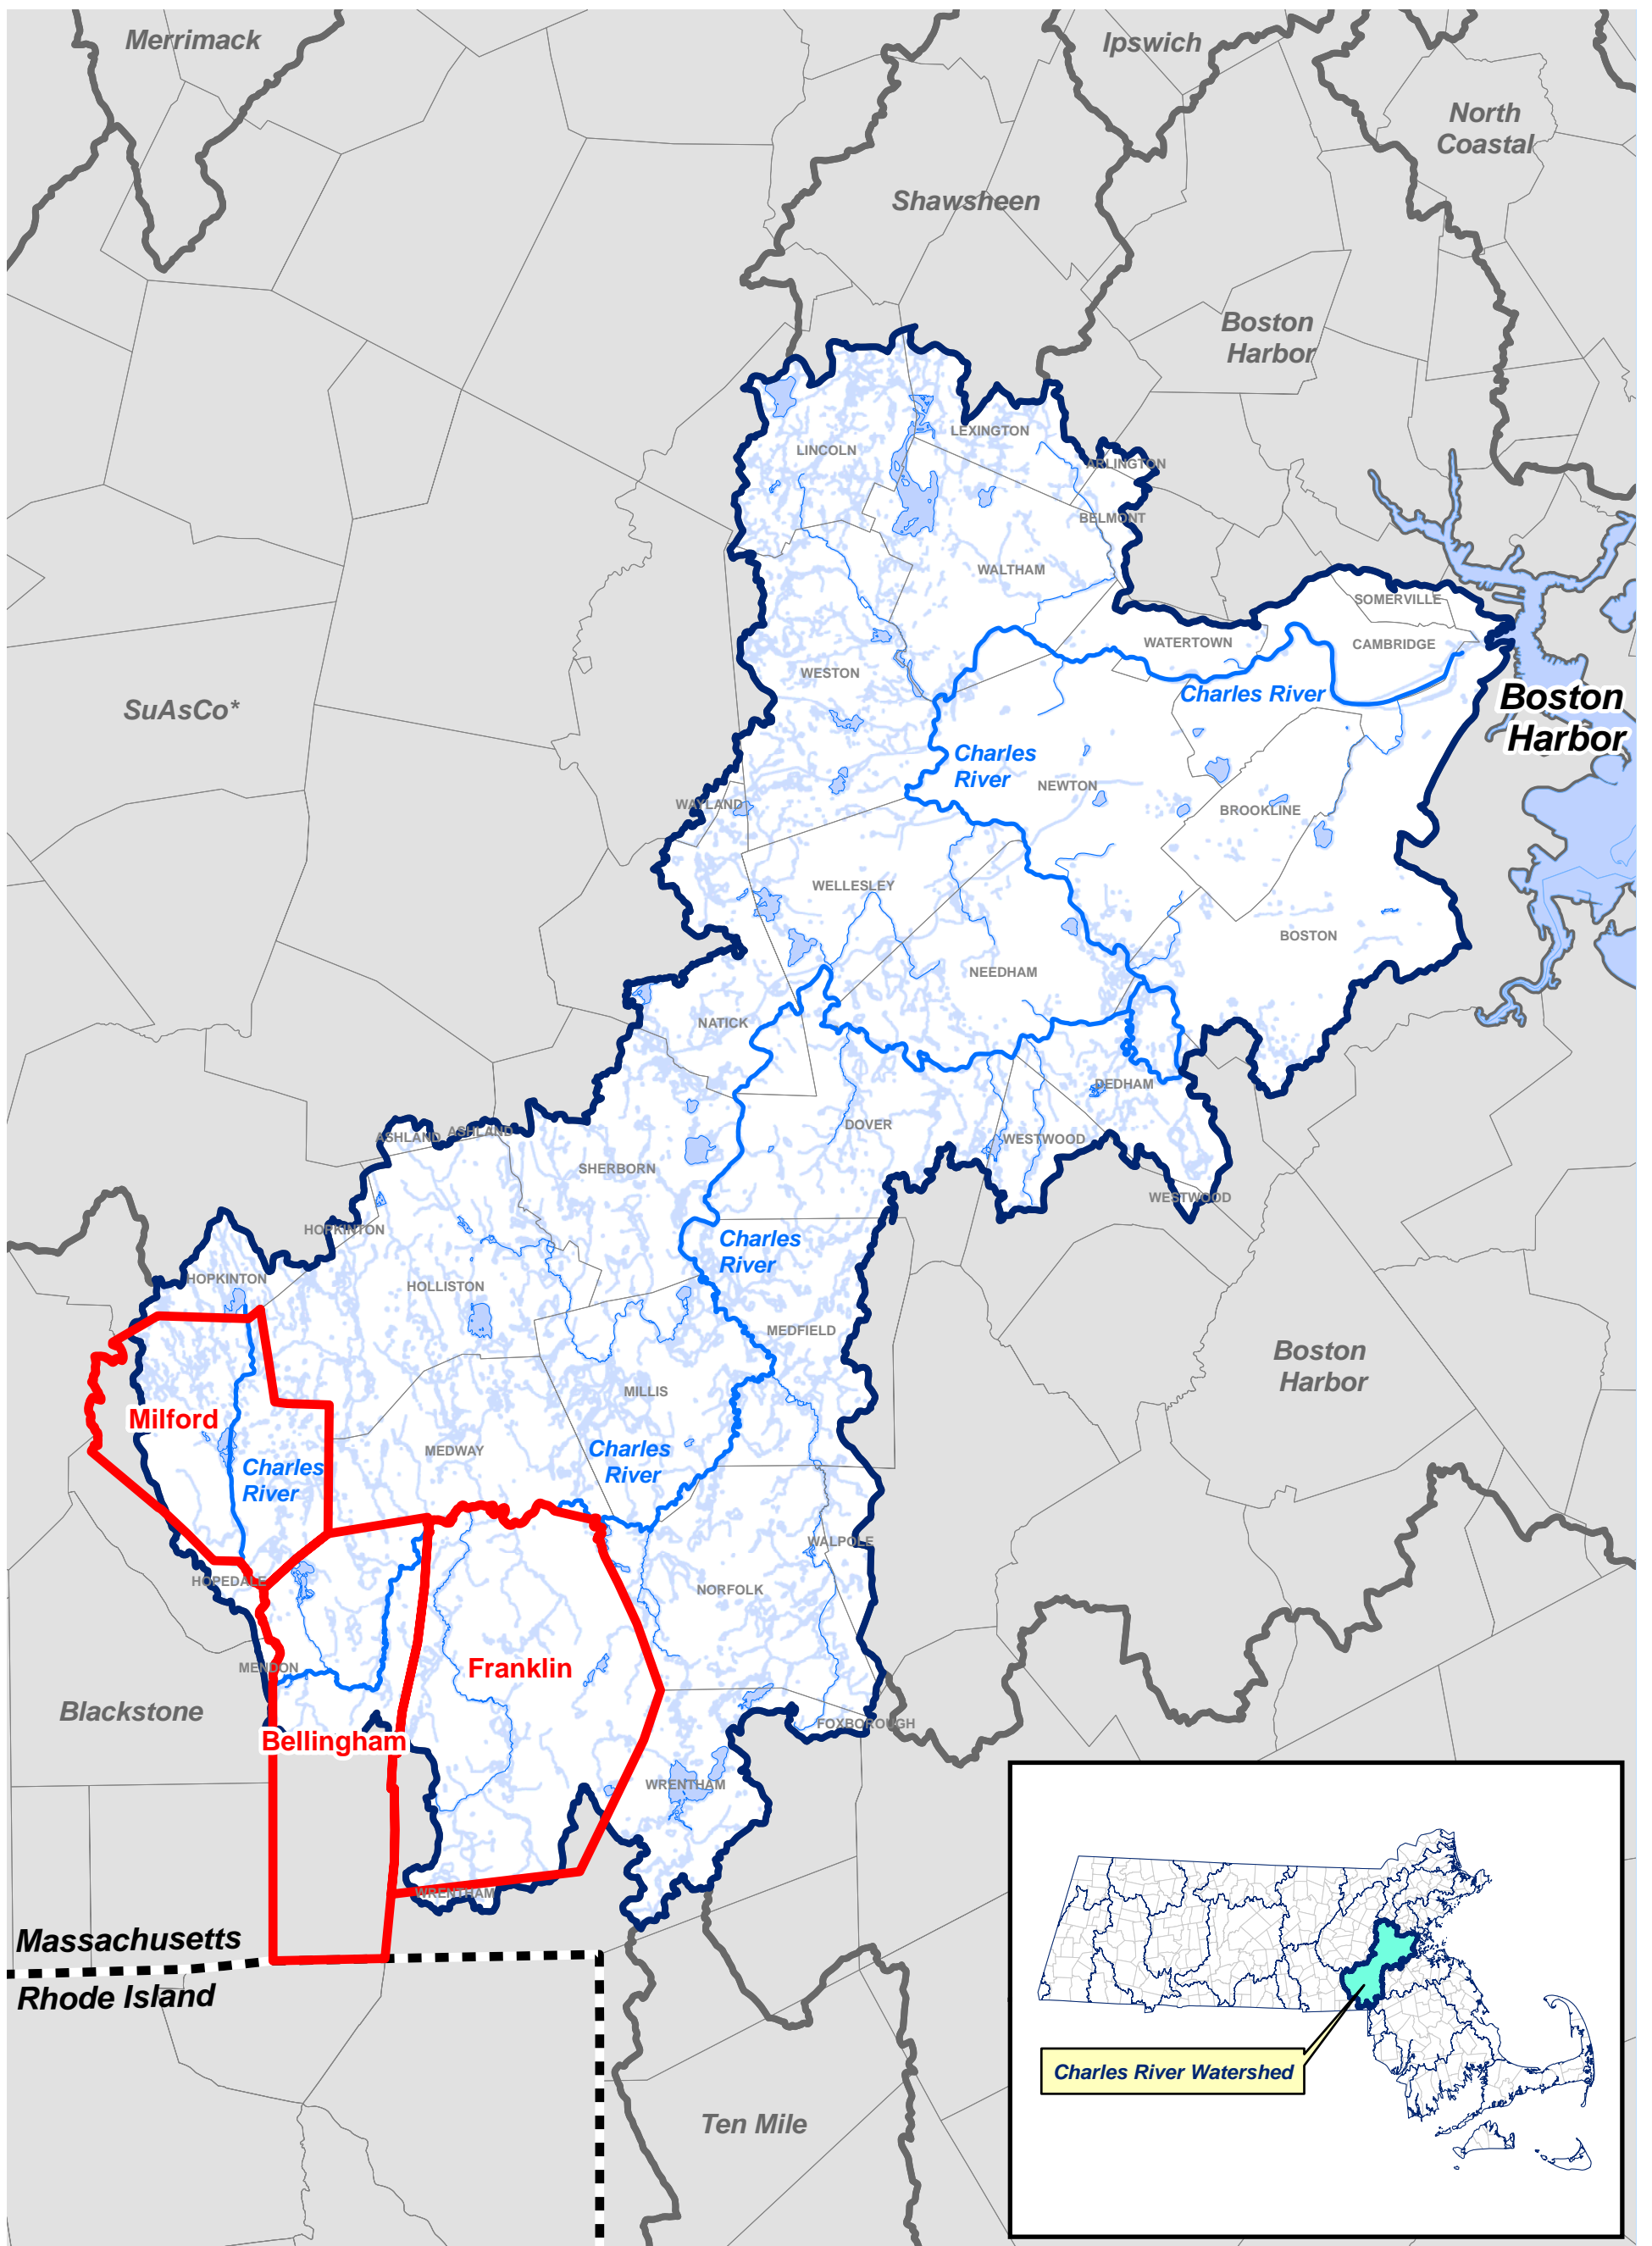 Merrimack
Ipswich
North
Coastal
Shawsheen
Boston
Harbor
LEXINGTON
LINCOLN
ARLINGTON
BELMONT
WALTHAM
SOMERVILLE
WATERTOWN
CAMBRIDGE
WESTON
Charles River
SuAsCo*
Boston
Harbor
Charles
River
NEWTON
WAYLAND
BROOKLINE
WELLESLEY
BOSTON
NEEDHAM
NATICK
DEDHAM
DOVER
ASHLAND
ASHLAND
WESTWOOD
SHERBORN
WESTWOOD
HOPKINTON
Charles
River
HOPKINTON
HOLLISTON
MEDFIELD
Boston
Harbor
MILLIS
Milford
MEDWAY
Charles
River
Charles
River
WALPOLE
HOPEDALE
NORFOLK
MENDON
Franklin
Blackstone
FOXBOROUGH
Bellingham
WRENTHAM
WRENTHAM
Massachusetts
Rhode Island
Charles River Watershed
Ten Mile